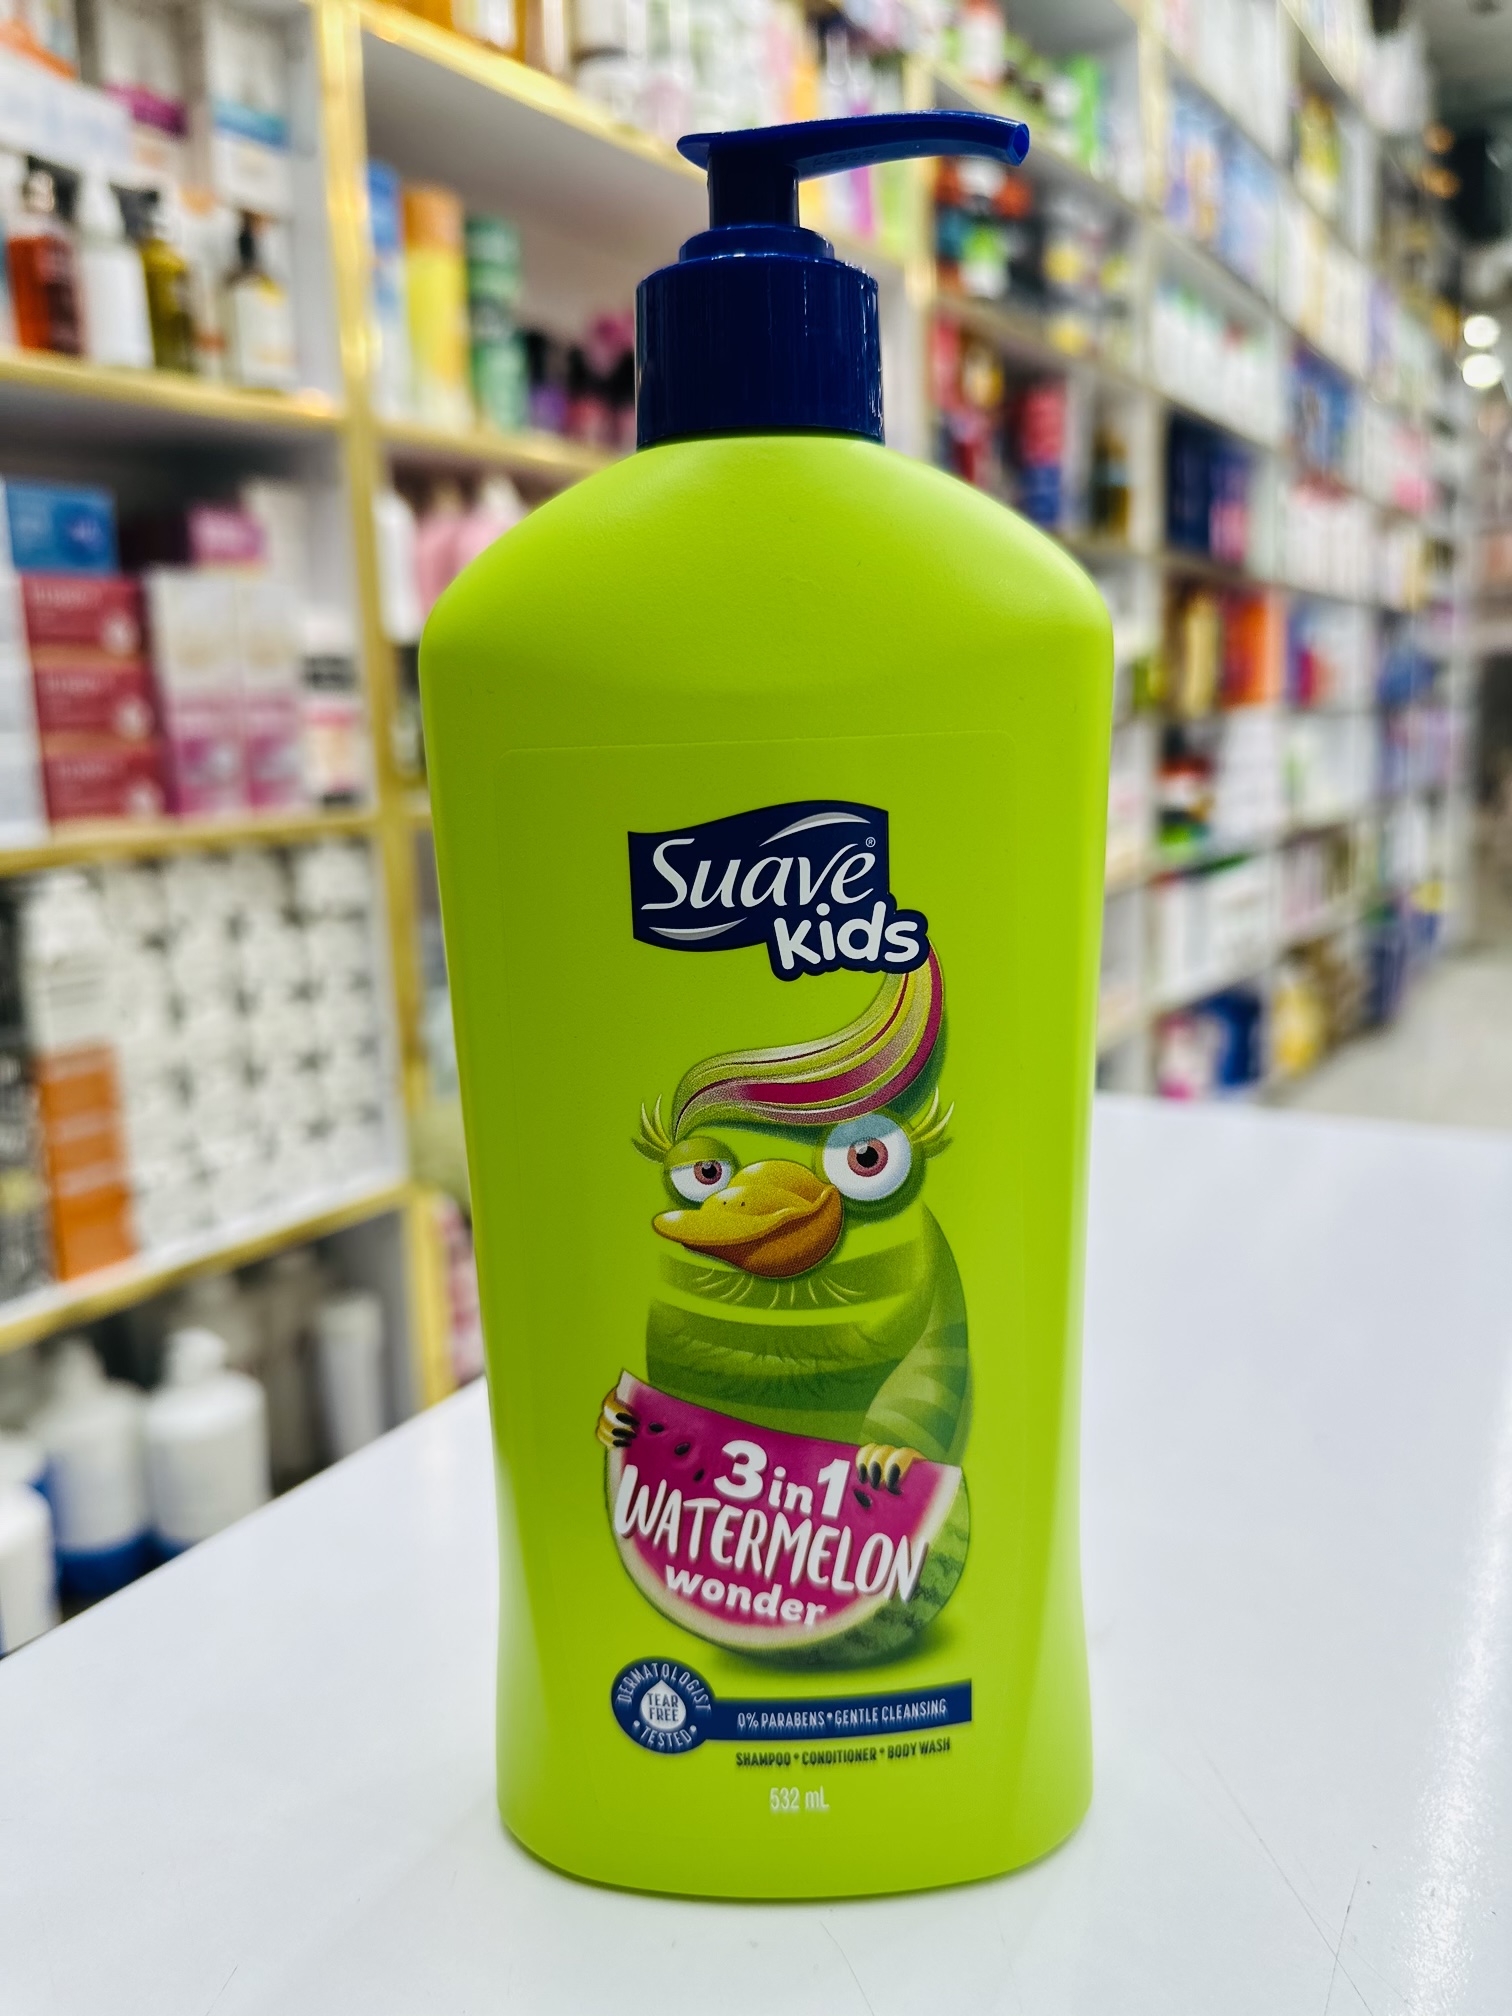 Suave®
kids
3 in 1
WATERMELON
wonder
DERMATOLOGIST
TEAR
FREE
• TESTED •
0% PARABENS • GENTLE CLEANSING
SHAMPOO • CONDITIONER • BODY WASH
532 mL